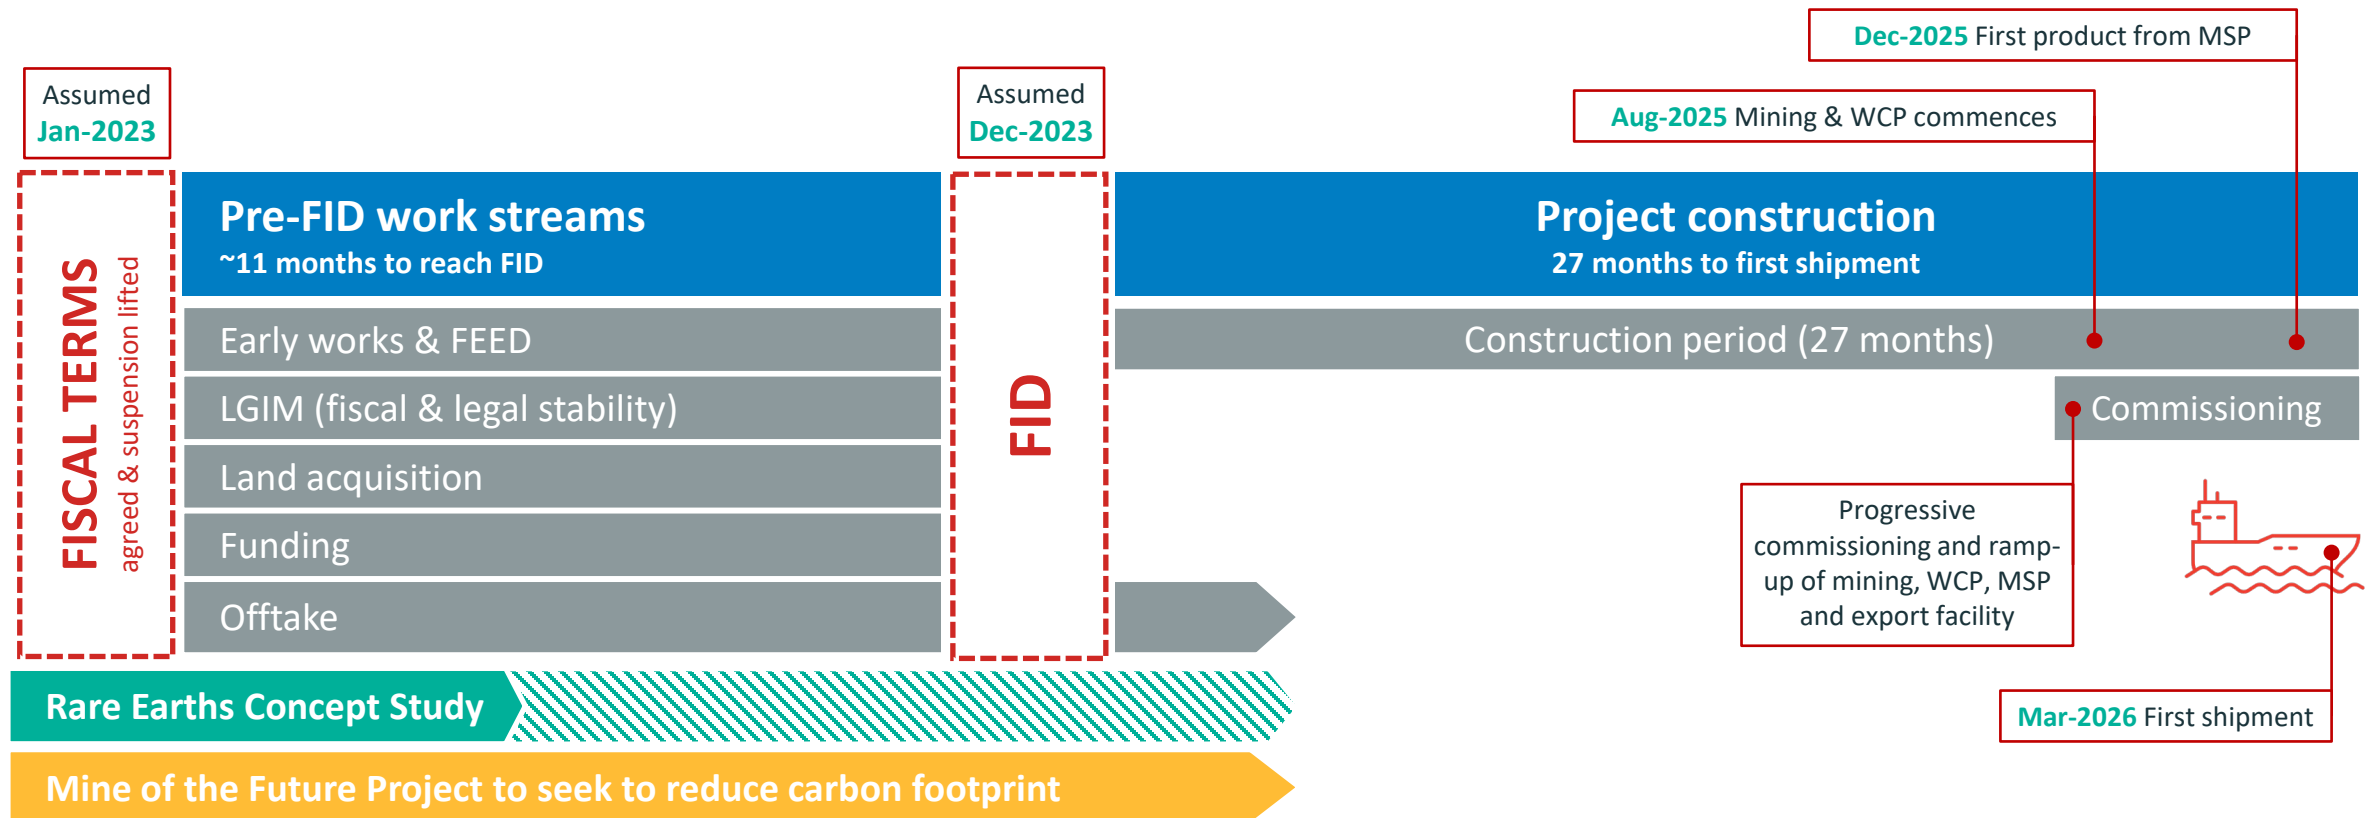 Dec-2025 First product from MSP
Assumed
Jan-2023
Assumed
Dec-2023
Aug-2025 Mining & WCP commences
FISCAL TERMS
agreed & suspension lifted
Pre-FID work streams
~11 months to reach FID
FID
Project construction
27 months to first shipment
Early works & FEED
Construction period (27 months)
LGIM (fiscal & legal stability)
Commissioning
Land acquisition
Funding
Offtake
Progressive
commissioning and ramp-
up of mining, WCP, MSP
and export facility
Rare Earths Concept Study
Mar-2026 First shipment
Mine of the Future Project to seek to reduce carbon footprint